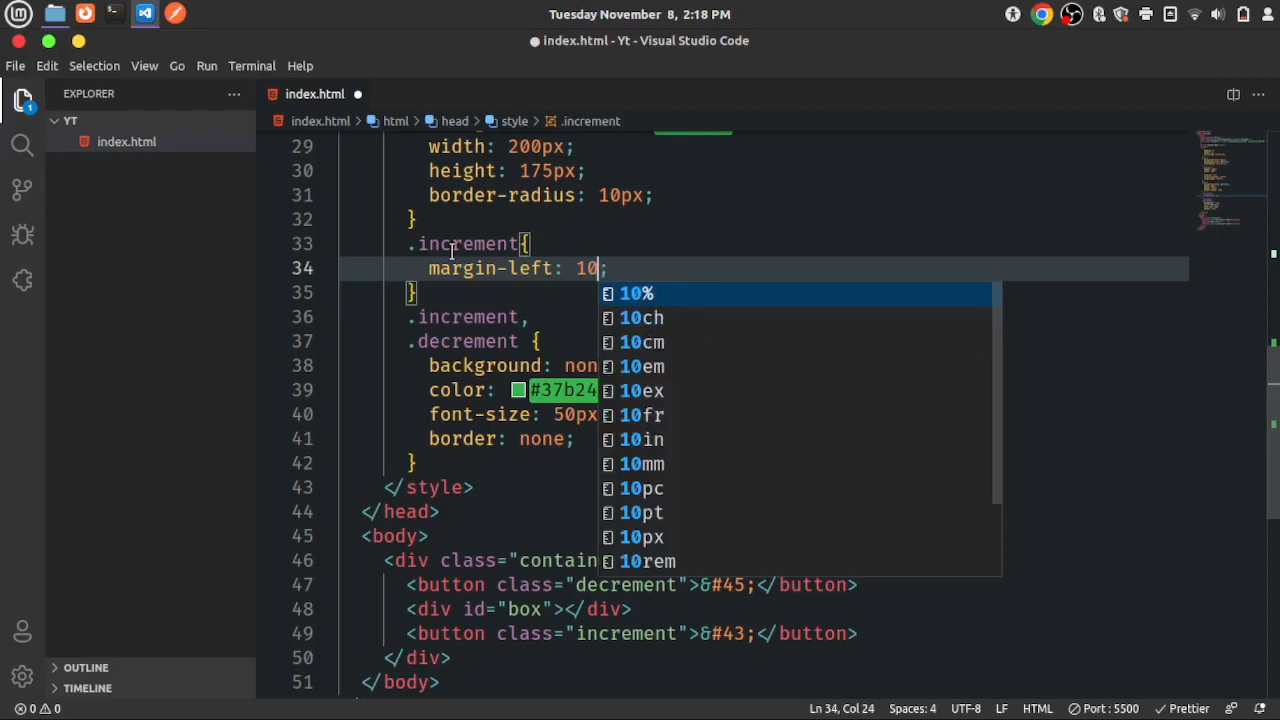 Tuesday November 8, 2:18 PM
index.html - Yt - Visual Studio Code
File Edit Selection View Go Run Terminal Help
EXPLORER
index.html
YT
index.html > html > head > style > .increment
1
index.html
29 width: 200px;
30 height: 175px;
31 border-radius: 10px;
32 }
33 .increment{
34 margin-left: 10;
35 }
10%
36 .increment,
10ch
37 .decrement {
10cm
38 background: non
10em
39 color: #37b24
10ex
40 font-size: 50px
10fr
41 border: none;
10in
42 }
10mm
43 </style>
10pc
44 </head>
10pt
45 <body>
10px
46 <div class="contain
10rem
47 <button class="decrement">&#45;</button>
48 <div id="box"></div>
49 <button class="increment">&#43;</button>
50 </div>
51 </body>
OUTLINE
TIMELINE
0 0 Ln 34, Col 24 Spaces: 4 UTF-8 LF HTML Port : 5500 Prettier